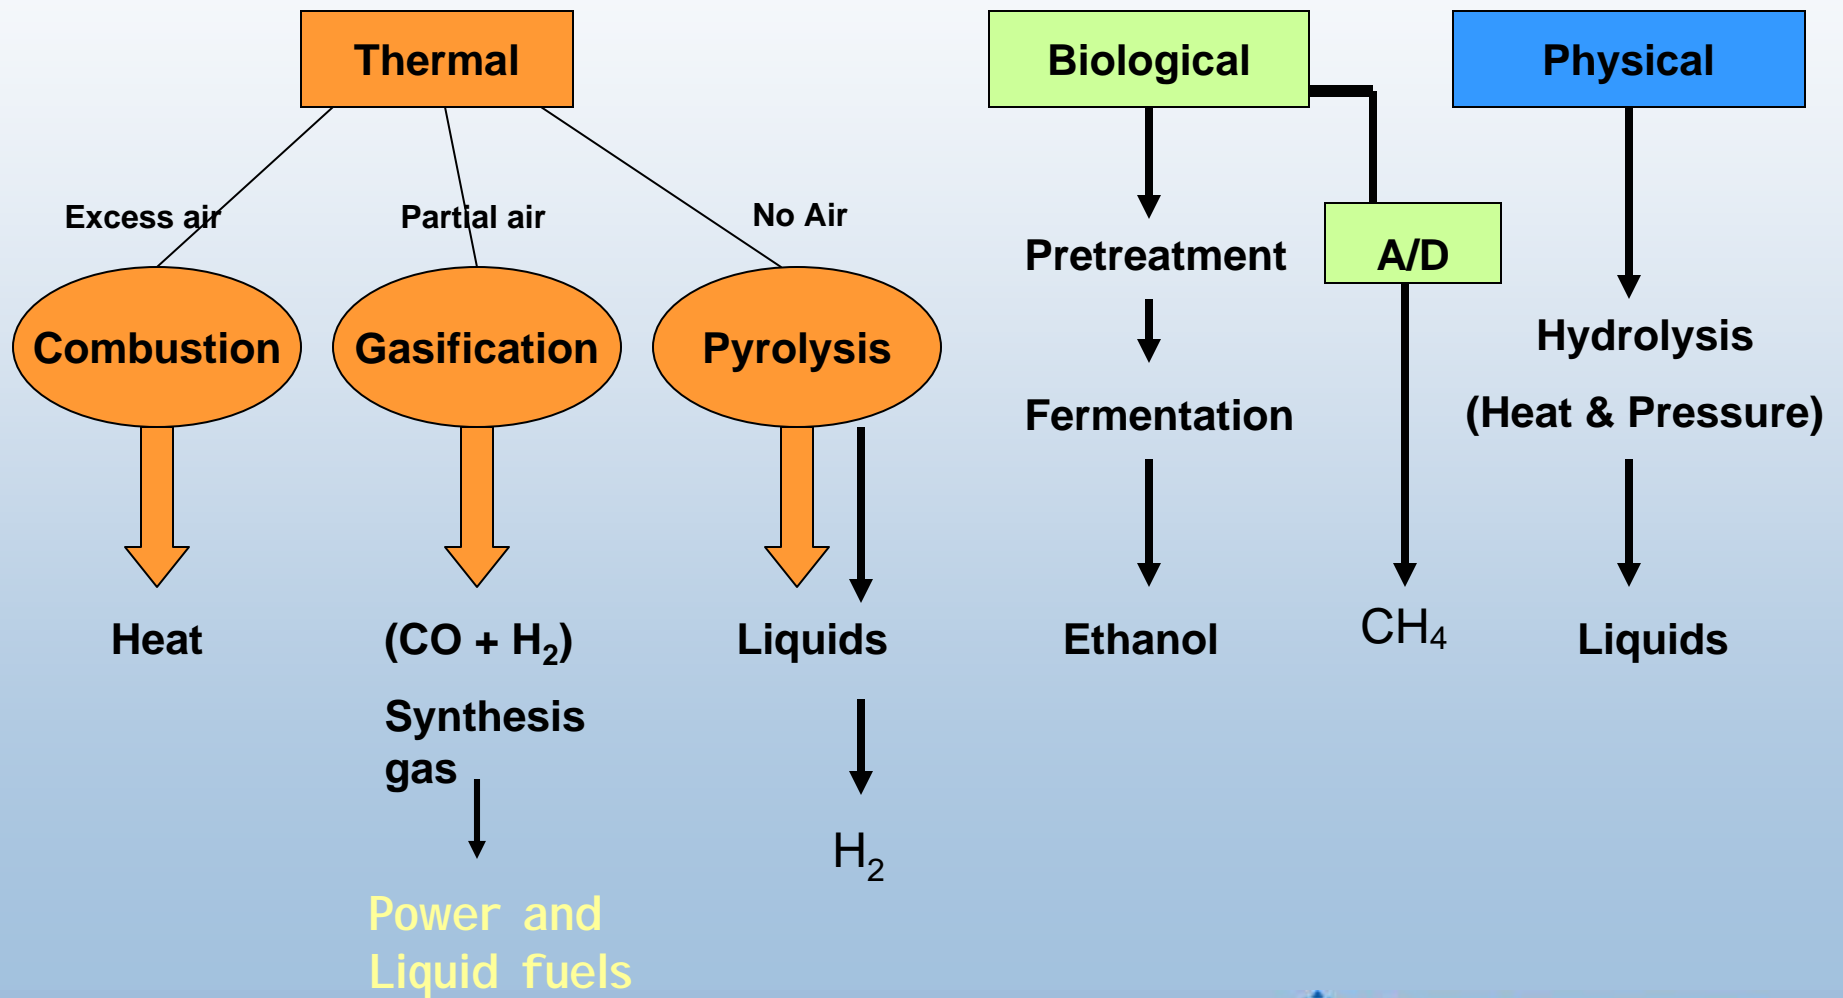 Thermal
Biological
Physical
Excess air
Partial air
No Air
Pretreatment
A/D
Combustion
Gasification
Pyrolysis
Hydrolysis
(Heat & Pressure)
Fermentation
Heat
(CO + H₂)
Liquids
Ethanol
CH₄
Liquids
Synthesis
gas
H₂
Power and
Liquid fuels